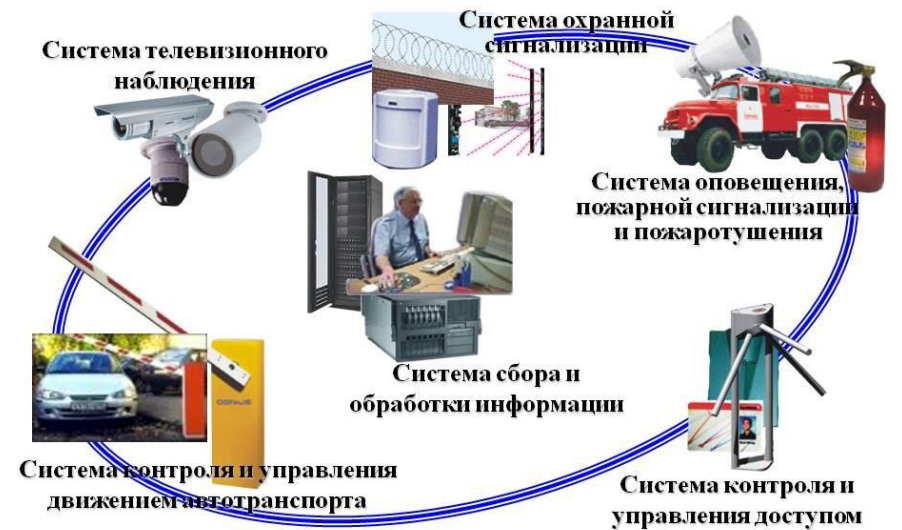 Система охранной
сигнализации
Система телевизионного
наблюдения
Система оповещения,
пожарной сигнализации
и пожаротушения
Система сбора и
обработки информации
Система контроля и управления
движением автотранспорта
Система контроля и
управления доступом